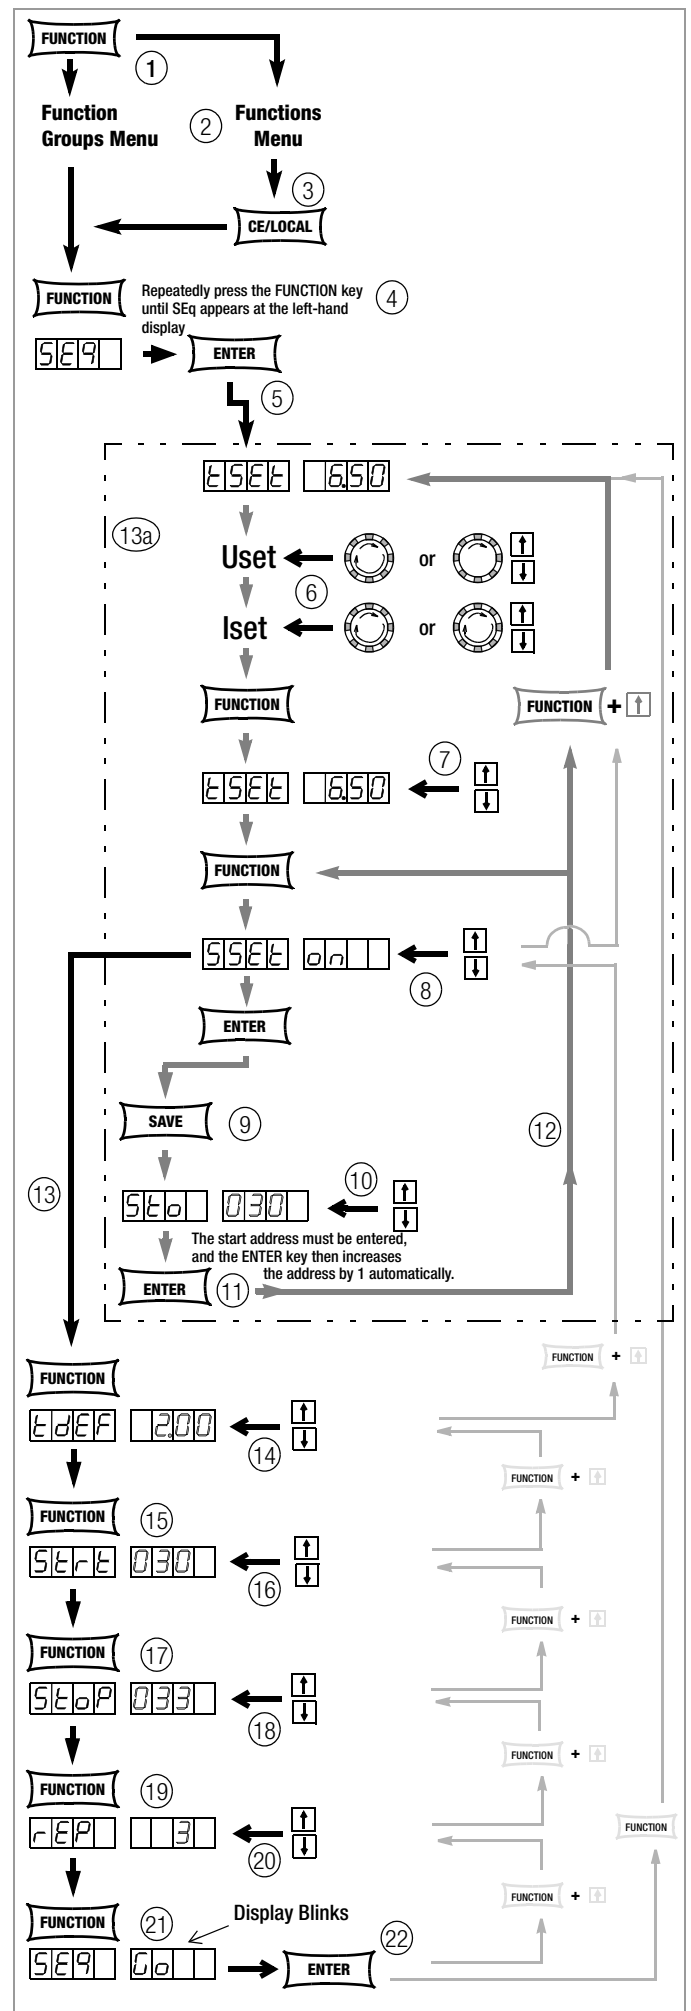 FUNCTION
1
Function
Groups Menu
2
Functions
Menu
3
CE/LOCAL
FUNCTION
Repeatedly press the FUNCTION key
until SEq appears at the left-hand
display
4
SEq
ENTER
5
tSEt 6.50
13a
Uset
or
6
Iset
or
FUNCTION
FUNCTION +
tSEt 6.50
7
FUNCTION
SSEt on
8
ENTER
SAVE
9
12
13
Sto 030
10
The start address must be entered,
and the ENTER key then increases
the address by 1 automatically.
ENTER
11
FUNCTION +
FUNCTION
tdEF 2.00
14
FUNCTION +
FUNCTION
15
Strt 030
16
FUNCTION +
FUNCTION
17
StoP 033
18
FUNCTION +
FUNCTION
19
rEP 3
20
FUNCTION
FUNCTION +
FUNCTION
21
Display Blinks
SEq Go
ENTER
22